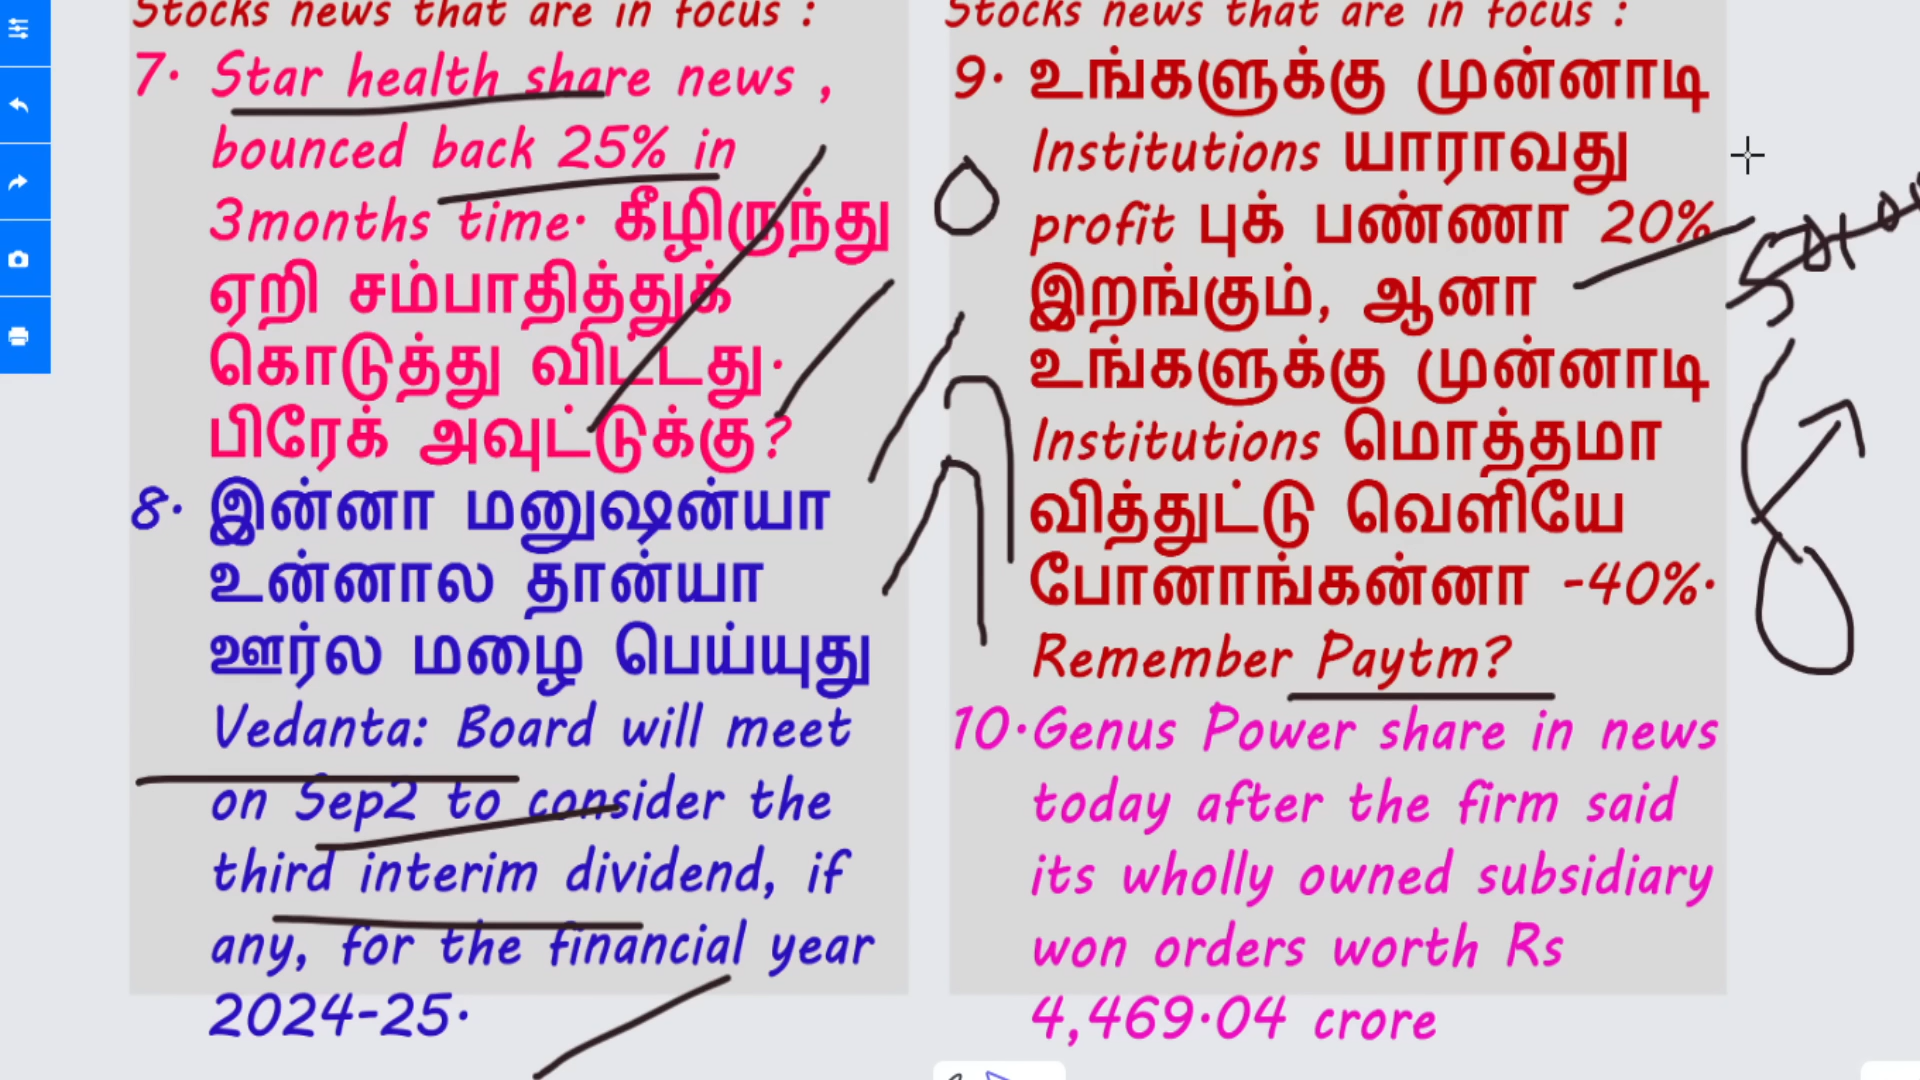 Stocks news that are in focus :
7. Star health share news ,
bounced back 25% in
3months time. கீழிருந்து
ஏறி சம்பாதித்துக்
கொடுத்து விட்டது.
பிரேக் அவுட்டுக்கு?
8. இன்னா மனுஷன்யா
உன்னால தான்யா
ஊர்ல மழை பெய்யுது
Vedanta: Board will meet
on Sep2 to consider the
third interim dividend, if
any, for the financial year
2024-25.
Stocks news that are in focus :
9. உங்களுக்கு முன்னாடி
Institutions யாராவது
profit புக் பண்ணா 20%
இறங்கும், ஆனா
உங்களுக்கு முன்னாடி
Institutions மொத்தமா
வித்துட்டு வெளியே
போனாங்கன்னா -40%.
Remember Paytm?
10. Genus Power share in news
today after the firm said
its wholly owned subsidiary
won orders worth Rs
4,469.04 crore